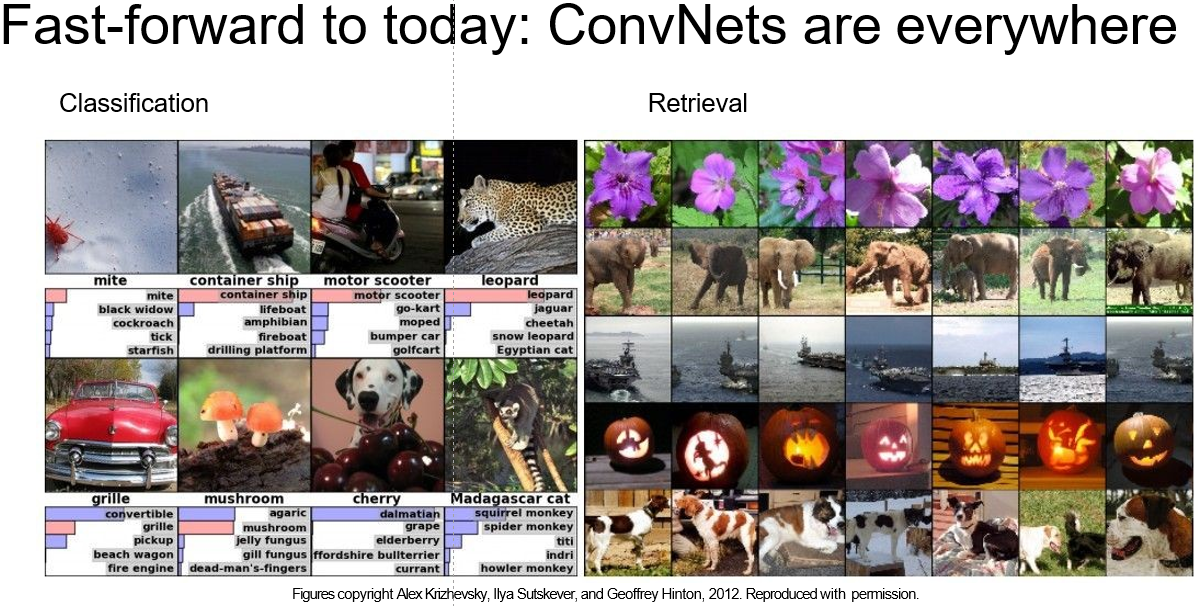 Fast-forward to today: ConvNets are everywhere
Classification
Retrieval
mite
container ship
motor scooter
leopard
mite
black widow
cockroach
tick
starfish
container ship
lifeboat
amphibian
fireboat
drilling platform
motor scooter
go-kart
moped
bumper car
golfcart
leopard
jaguar
cheetah
snow leopard
Egyptian cat
grille
mushroom
cherry
Madagascar cat
convertible
grille
pickup
beach wagon
fire engine
agaric
mushroom
jelly fungus
gill fungus
dead-man's-fingers
dalmatian
grape
elderberry
ffordshire bullterrier
currant
squirrel monkey
spider monkey
titi
indri
howler monkey
Figures copyright Alex Krizhevsky, Ilya Sutskever, and Geoffrey Hinton, 2012. Reproduced with permission.